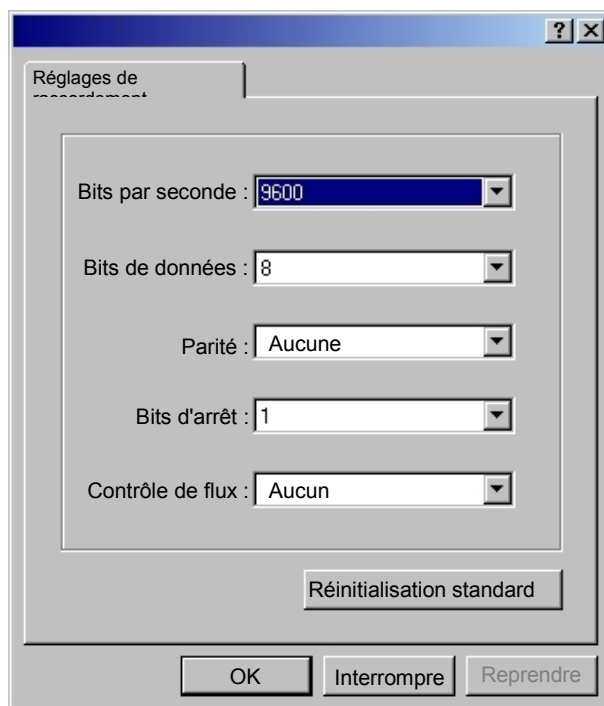 Réglages de
raccordement
Bits par seconde : 9600
Bits de données : 8
Parité : Aucune
Bits d'arrêt : 1
Contrôle de flux : Aucun
Réinitialisation standard
OK Interrompre Reprendre